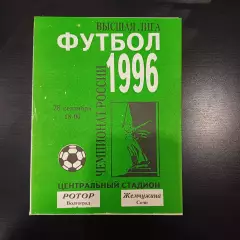 ВЫСШАЯ ЛИГА
ФУТБОЛ
1996
ЧЕМПИОНАТ РОССИИ
ЦЕНТРАЛЬНЫЙ СТАДИОН
РОТОР
Волгоград
Жемчужина
Сочи